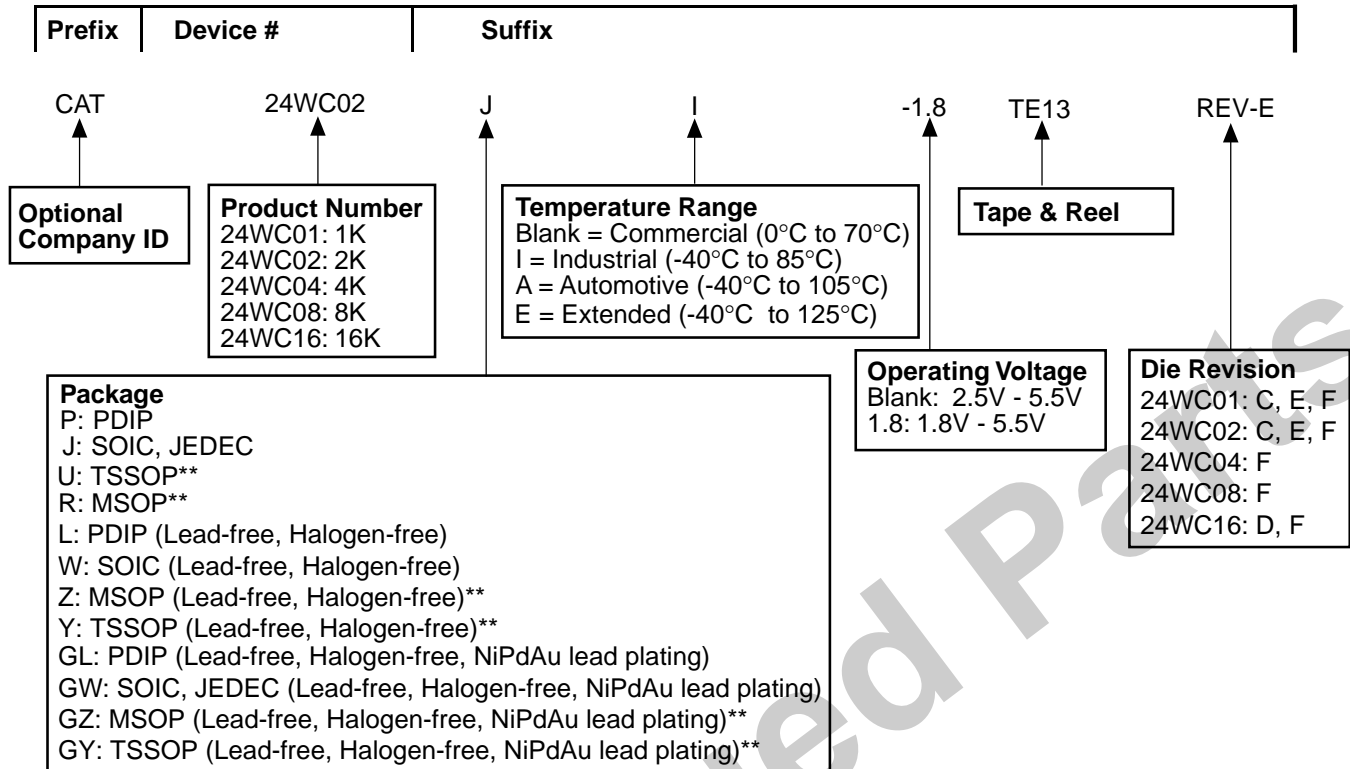 Prefix Device # Suffix
CAT 24WC02 J I -1.8 TE13 REV-E
Optional
Company ID
Product Number
24WC01: 1K
24WC02: 2K
24WC04: 4K
24WC08: 8K
24WC16: 16K
Temperature Range
Blank = Commercial (0°C to 70°C)
I = Industrial (-40°C to 85°C)
A = Automotive (-40°C to 105°C)
E = Extended (-40°C to 125°C)
Tape & Reel
Package
P: PDIP
J: SOIC, JEDEC
U: TSSOP**
R: MSOP**
L: PDIP (Lead-free, Halogen-free)
W: SOIC (Lead-free, Halogen-free)
Z: MSOP (Lead-free, Halogen-free)**
Y: TSSOP (Lead-free, Halogen-free)**
GL: PDIP (Lead-free, Halogen-free, NiPdAu lead plating)
GW: SOIC, JEDEC (Lead-free, Halogen-free, NiPdAu lead plating)
GZ: MSOP (Lead-free, Halogen-free, NiPdAu lead plating)**
GY: TSSOP (Lead-free, Halogen-free, NiPdAu lead plating)**
Operating Voltage
Blank: 2.5V - 5.5V
1.8: 1.8V - 5.5V
Die Revision
24WC01: C, E, F
24WC02: C, E, F
24WC04: F
24WC08: F
24WC16: D, F
Parts